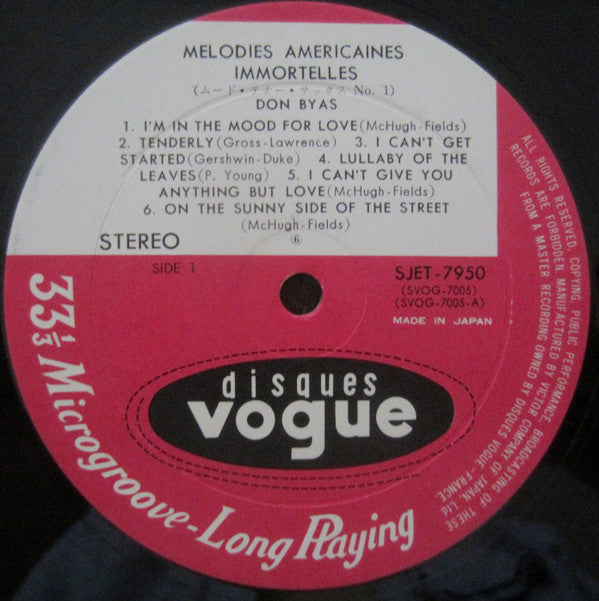 MELODIES AMERICAINES
IMMORTELLES
(ムード・テナー・サックス No. 1)
DON BYAS
1. I'M IN THE MOOD FOR LOVE(McHugh-Fields)
2. TENDERLY(Gross-Lawrence) 3. I CAN'T GET
STARTED(Gershwin-Duke) 4. LULLABY OF THE
LEAVES(P. Young) 5. I CAN'T GIVE YOU
ANYTHING BUT LOVE(McHugh-Fields)
6. ON THE SUNNY SIDE OF THE STREET
(McHugh-Fields)
STEREO
⑥
SIDE 1
SJET-7950
(SVOG-7005)
(SVOG-7005-A)
MADE IN JAPAN
disques
vogue
33 1/3 Microgroove-Long Playing
ALL RIGHTS RESERVED. COPYING, PUBLIC PERFORMANCE, BROADCASTING OF THESE
RECORDS ARE FORBIDDEN. MANUFACTURED BY VICTOR COMPANY OF JAPAN, Ltd.
FROM A MASTER RECORDING OWNED BY DISQUES VOGUE-FRANCE.